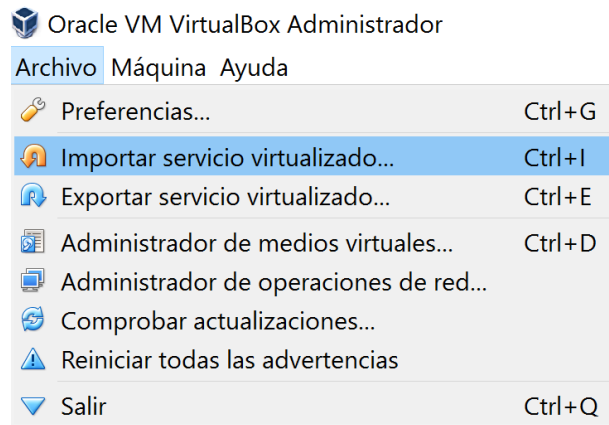 Oracle VM VirtualBox Administrador
Archivo Máquina Ayuda
Preferencias... Ctrl+G
Importar servicio virtualizado... Ctrl+I
Exportar servicio virtualizado... Ctrl+E
Administrador de medios virtuales... Ctrl+D
Administrador de operaciones de red...
Comprobar actualizaciones...
Reiniciar todas las advertencias
Salir Ctrl+Q